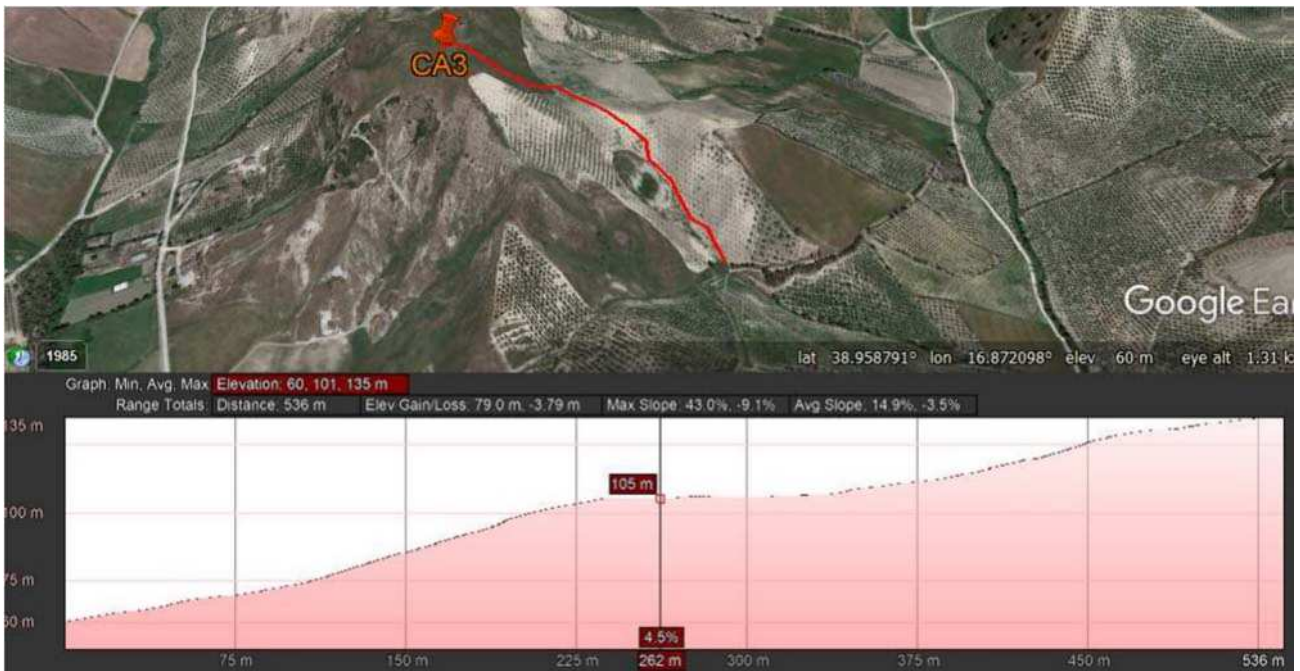 CA3
Google Ea
1985
lat 38.958791° lon 16.872098° elev 60 m eye alt 1.31 k
Graph: Min, Avg, Max Elevation: 60, 101, 135 m
Range Totals: Distance: 536 m Elev Gain/Loss: 79.0 m, -3.79 m Max Slope: 43.0%, -9.1% Avg Slope: 14.9%, -3.5%
135 m
105 m
100 m
75 m
60 m
4.5%
75 m 150 m 225 m 262 m 300 m 375 m 450 m 536 m